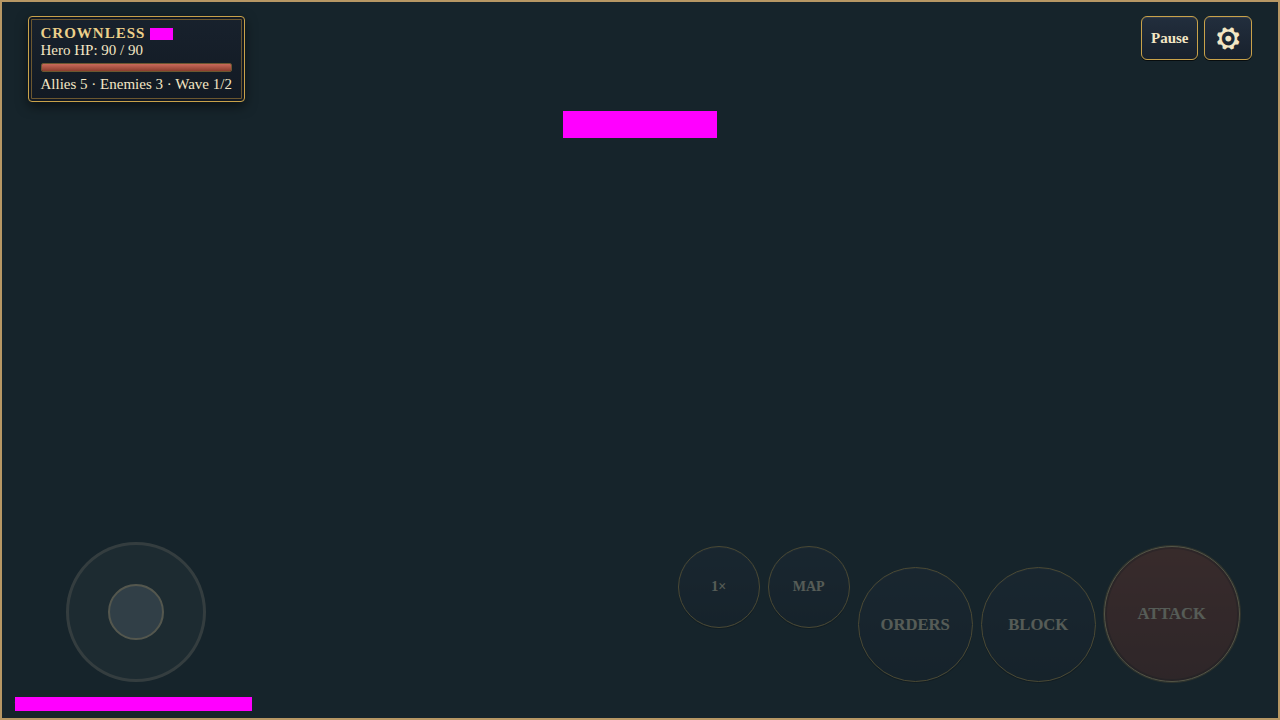 CROWNLESS
Hero HP: 90 / 90
Allies 5 · Enemies 3 · Wave 1/2
Pause
1×
MAP
ORDERS
BLOCK
ATTACK